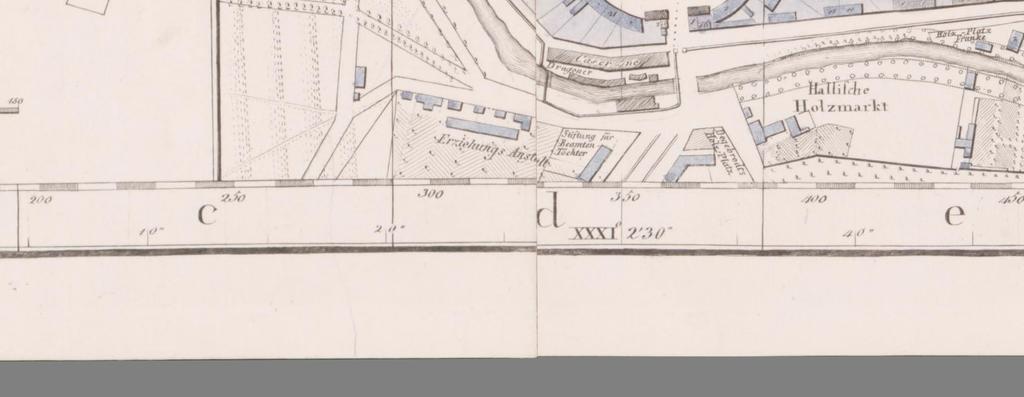 Caserne
Dragoner
Holz-Platz
Franke
Hallische
Holzmarkt
Erziehungs Anstalt
Stiftung für
Beamten
Töchter
Degebrodts
Holz-Platz
150
200
250
300
350
400
450
c
d
e
10"
20"
XXXI° 2'30"
40"